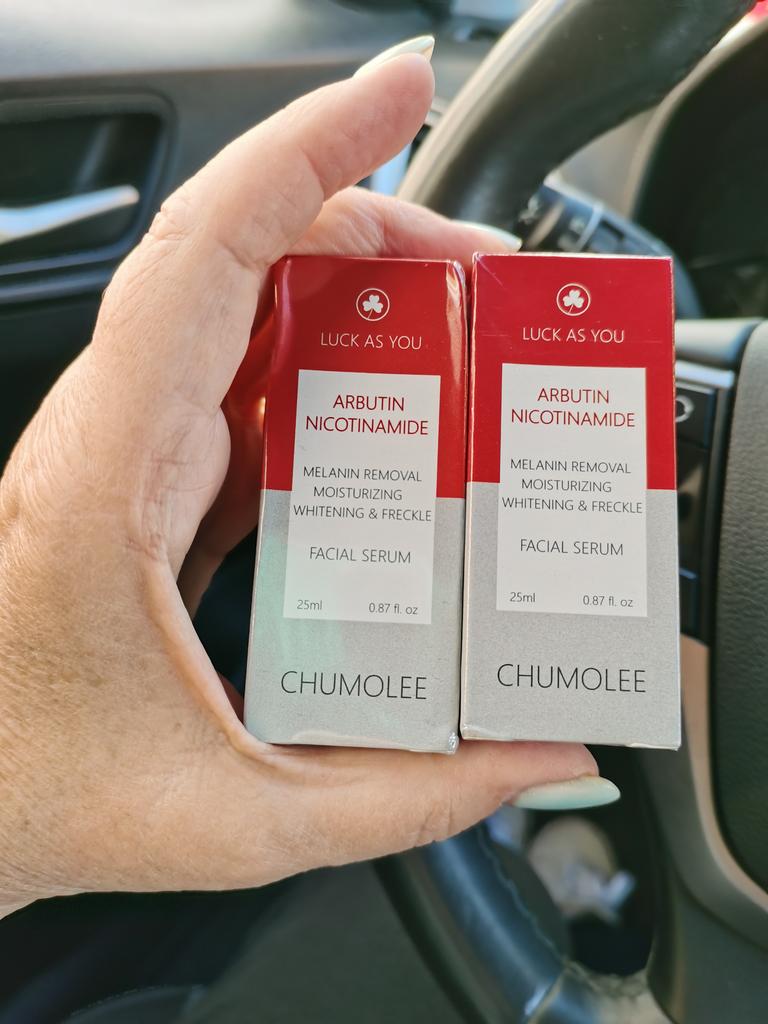 LUCK AS YOU
ARBUTIN
NICOTINAMIDE
MELANIN REMOVAL
MOISTURIZING
WHITENING & FRECKLE
FACIAL SERUM
25ml 0.87 fl. oz
CHUMOLEE
LUCK AS YOU
ARBUTIN
NICOTINAMIDE
MELANIN REMOVAL
MOISTURIZING
WHITENING & FRECKLE
FACIAL SERUM
25ml 0.87 fl. oz
CHUMOLEE